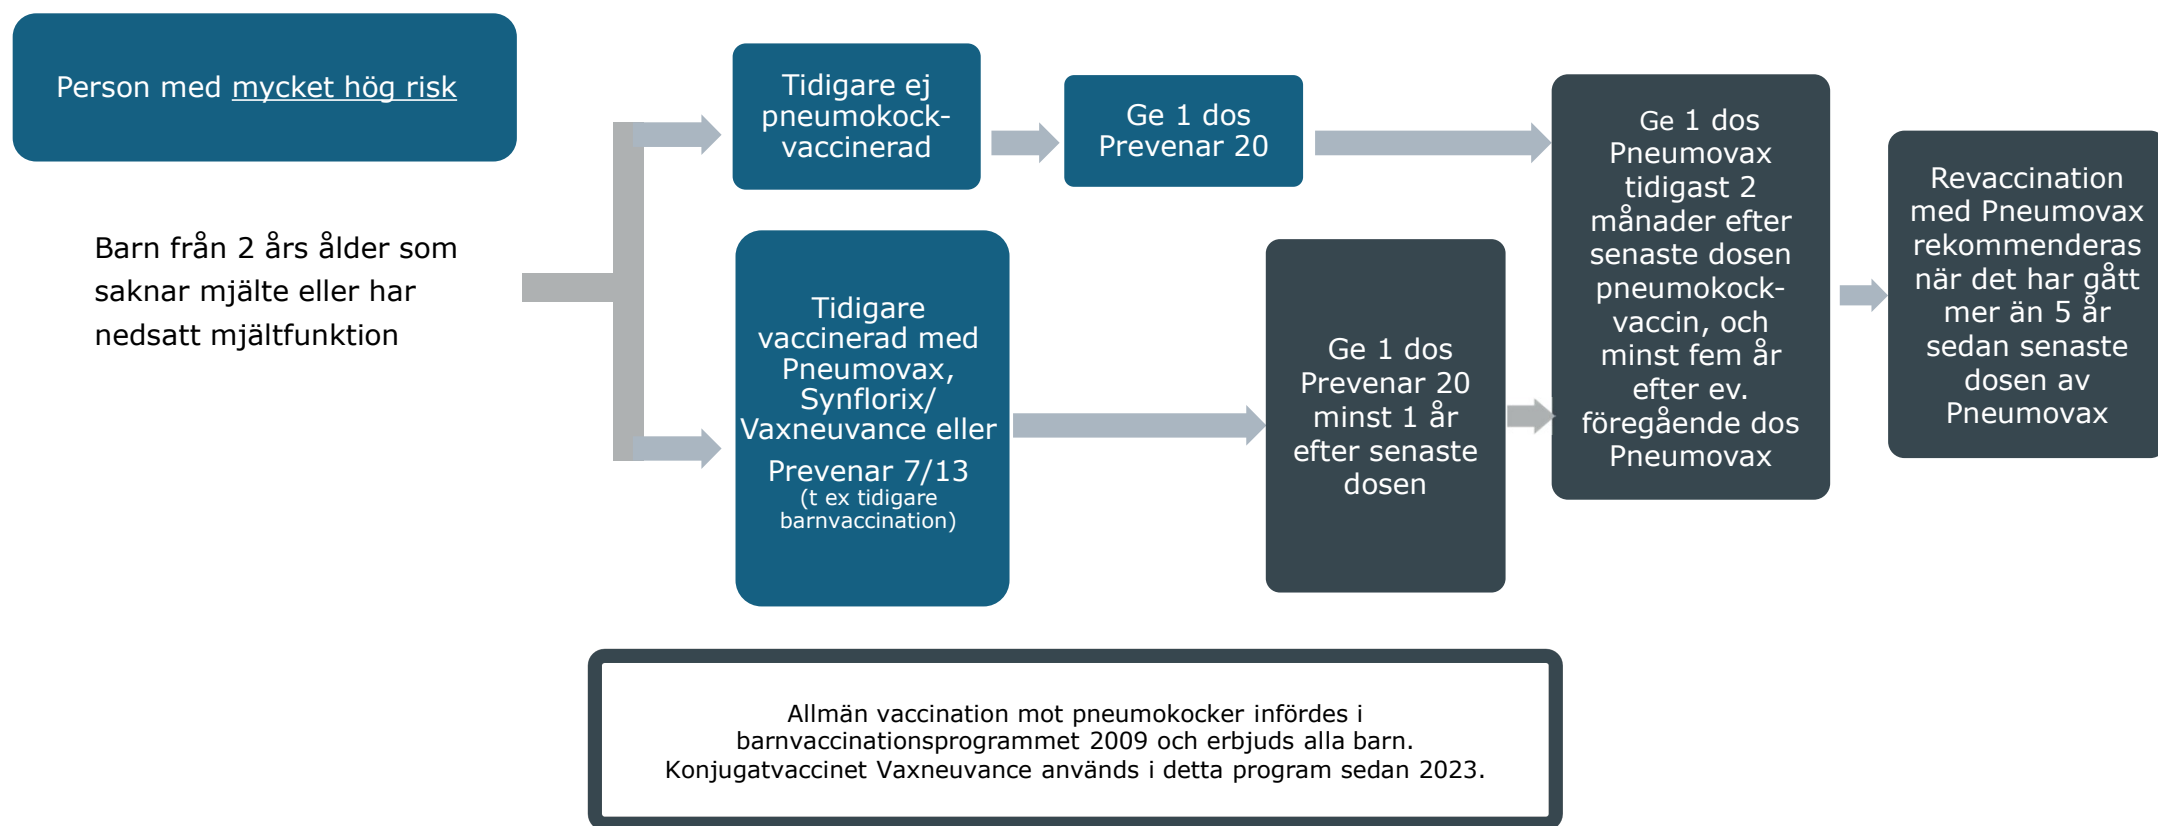 Person med mycket hög risk
Barn från 2 års ålder som
saknar mjälte eller har
nedsatt mjältfunktion
Tidigare ej
pneumokock-
vaccinerad
Ge 1 dos
Prevenar 20
Tidigare
vaccinerad med
Pneumovax,
Synflorix/
Vaxneuvance eller
Prevenar 7/13
(t ex tidigare
barnvaccination)
Ge 1 dos
Prevenar 20
minst 1 år
efter senaste
dosen
Ge 1 dos
Pneumovax
tidigast 2
månader efter
senaste dosen
pneumokock-
vaccin, och
minst fem år
efter ev.
föregående dos
Pneumovax
Revaccination
med Pneumovax
rekommenderas
när det har gått
mer än 5 år
sedan senaste
dosen av
Pneumovax
Allmän vaccination mot pneumokocker infördes i
barnvaccinationsprogrammet 2009 och erbjuds alla barn.
Konjugatvaccinet Vaxneuvance används i detta program sedan 2023.